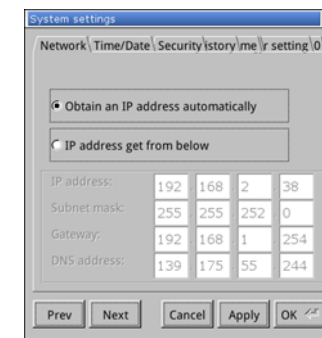 System settings
Network Time/Date Security istory me r setting 0
Obtain an IP address automatically
IP address get from below
IP address: 192 . 168 . 2 . 38
Subnet mask: 255 . 255 . 252 . 0
Gateway: 192 . 168 . 1 . 254
DNS address: 139 . 175 . 55 . 244
Prev Next Cancel Apply OK